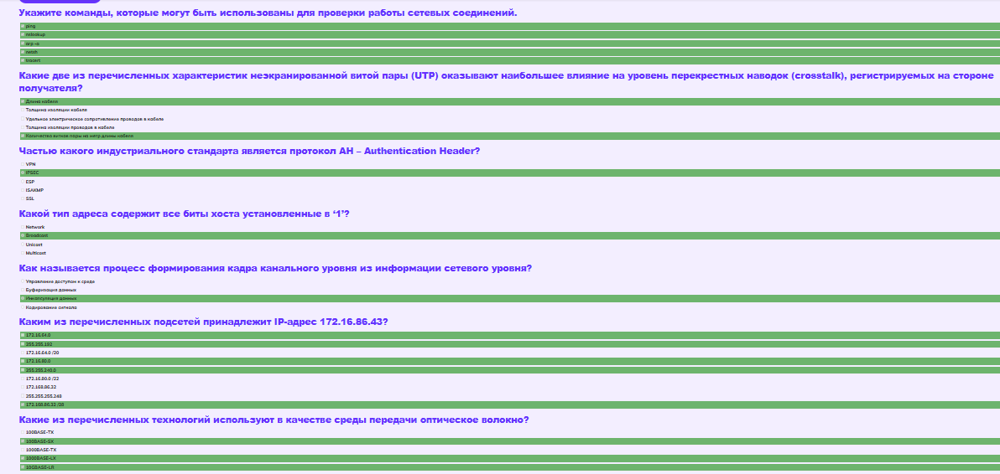 Укажите команды, которые могут быть использованы для проверки работы сетевых соединений.
ping
nslookup
arp -a
netsh
tracert
Какие две из перечисленных характеристик неэкранированной витой пары (UTP) оказывают наибольшее влияние на уровень перекрестных наводок (crosstalk), регистрируемых на стороне
получателя?
Длина кабеля
Толщина изоляции кабеля
Удельное электрическое сопротивление проводов в кабеле
Толщина изоляции проводов в кабеле
Количество витков пары на метр длины кабеля
Частью какого индустриального стандарта является протокол AH – Authentication Header?
VPN
IPSEC
ESP
ISAKMP
SSL
Какой тип адреса содержит все биты хоста установленные в ‘1’?
Network
Broadcast
Unicast
Multicast
Как называется процесс формирования кадра канального уровня из информации сетевого уровня?
Управление доступом к среде
Буферизация данных
Инкапсуляция данных
Кодирование сигнала
Каким из перечисленных подсетей принадлежит IP-адрес 172.16.86.43?
172.16.64.0
255.255.192
172.16.64.0 /20
172.16.80.0
255.255.240.0
172.16.80.0 /22
172.168.86.32
255.255.255.248
172.168.86.32 /28
Какие из перечисленных технологий используют в качестве среды передачи оптическое волокно?
100BASE-TX
100BASE-SX
1000BASE-TX
1000BASE-LX
10GBASE-LR